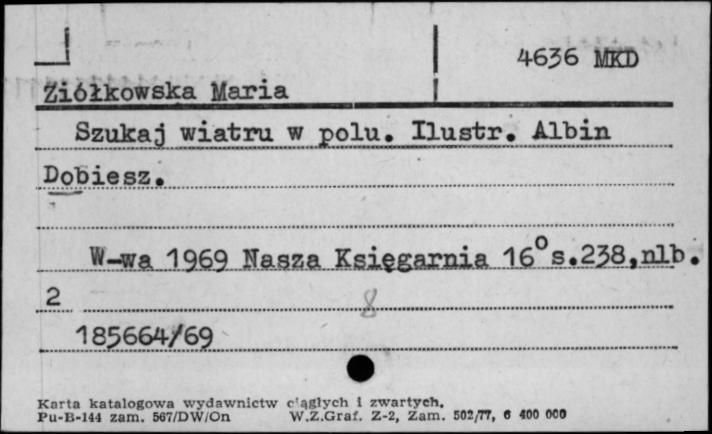 4636 MKD
Ziółkowska Maria
Szukaj wiatru w polu. Ilustr. Albin
Dobiesz.
W-wa 1969 Nasza Księgarnia 16° s.238,nlb.
2
8
185664/69
Karta katalogowa wydawnictw ciągłych i zwartych.
Pu-B-144 zam. 567/DW/On W.Z.Graf. Z-2, Zam. 502/77, 6 400 000